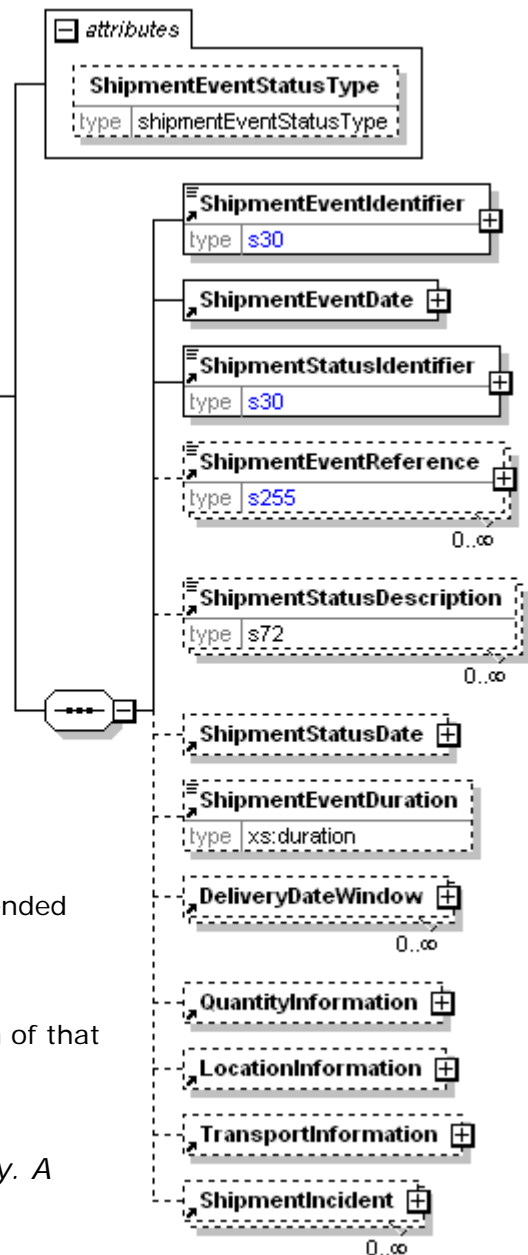 attributes
ShipmentEventStatusType
type shipmentEventStatusType
ShipmentEventIdentifier
type s30
ShipmentEventDate
ShipmentStatusIdentifier
type s30
ShipmentEventReference
type s255
0..∞
ShipmentStatusDescription
type s72
0..∞
ShipmentStatusDate
ShipmentEventDuration
type xs:duration
ended
DeliveryDateWindow
0..∞
QuantityInformation
of that
LocationInformation
TransportInformation
y. A
ShipmentIncident
0..∞